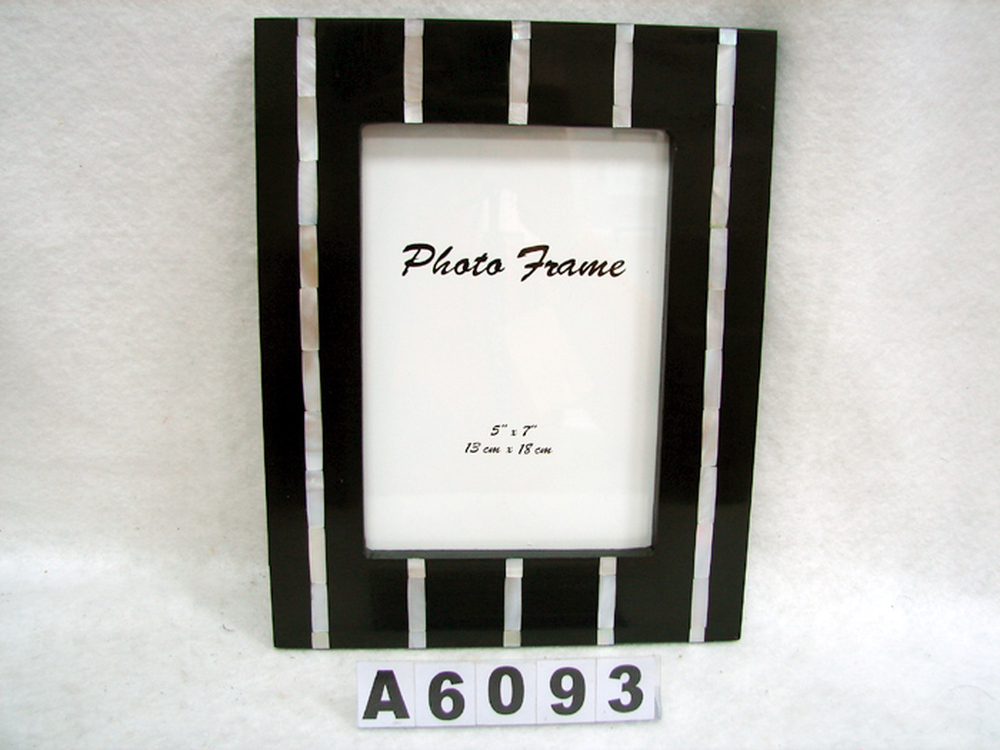 Photo Frame
5" x 7"
13 cm x 18 cm
A6093